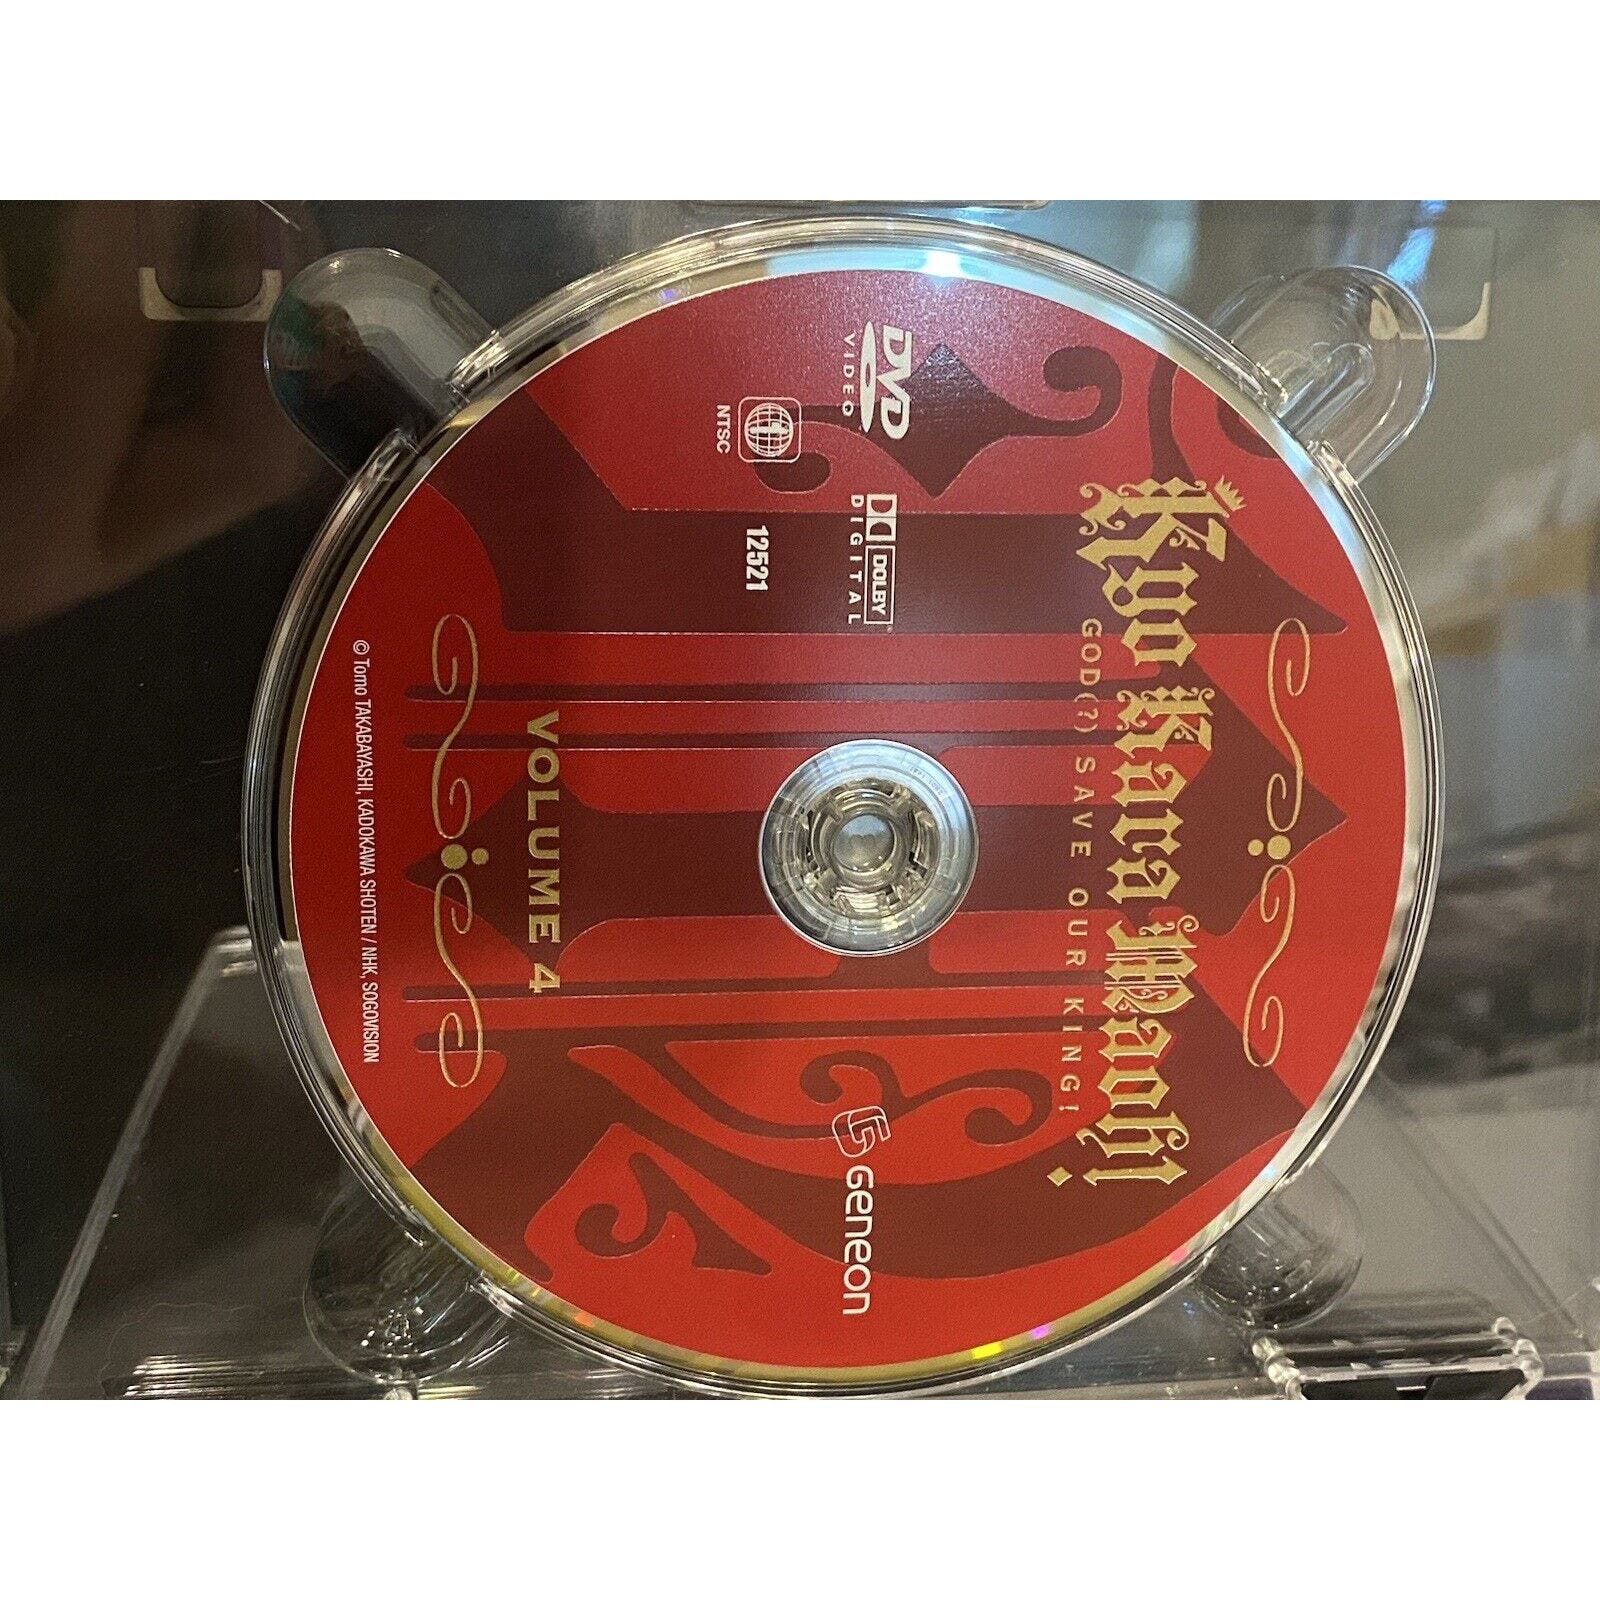 Kyo Kara Maoh!
GOD(?) SAVE OUR KING!
DVD
VIDEO
DOLBY
DIGITAL
1
NTSC
12521
GENEON
VOLUME 4
© Tomo TAKABAYASHI, KADOKAWA SHOTEN / NHK, SOGOVISION